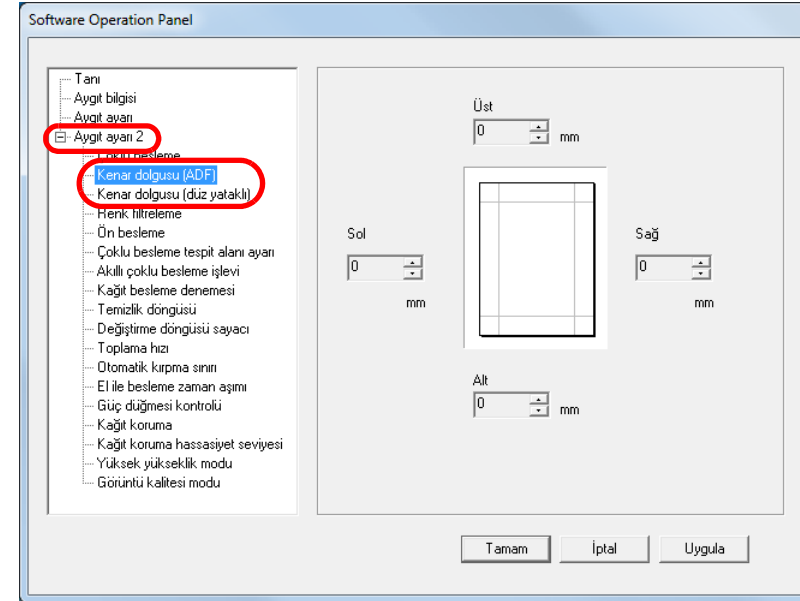 Software Operation Panel
Tanı
Aygıt bilgisi
Aygıt ayarı
Aygıt ayarı 2
Çoklu besleme
Kenar dolgusu (ADF)
Kenar dolgusu (düz yataklı)
Renk filtreleme
Ön besleme
Çoklu besleme tespit alanı ayarı
Akıllı çoklu besleme işlevi
Kağıt besleme denemesi
Temizlik döngüsü
Değiştirme döngüsü sayacı
Toplama hızı
Otomatik kırpma sınırı
El ile besleme zaman aşımı
Güç düğmesi kontrolü
Kağıt koruma
Kağıt koruma hassasiyet seviyesi
Yüksek yükseklik modu
Görüntü kalitesi modu
Üst
0 mm
Sol
0
mm
Sağ
0
mm
Alt
0 mm
Tamam İptal Uygula